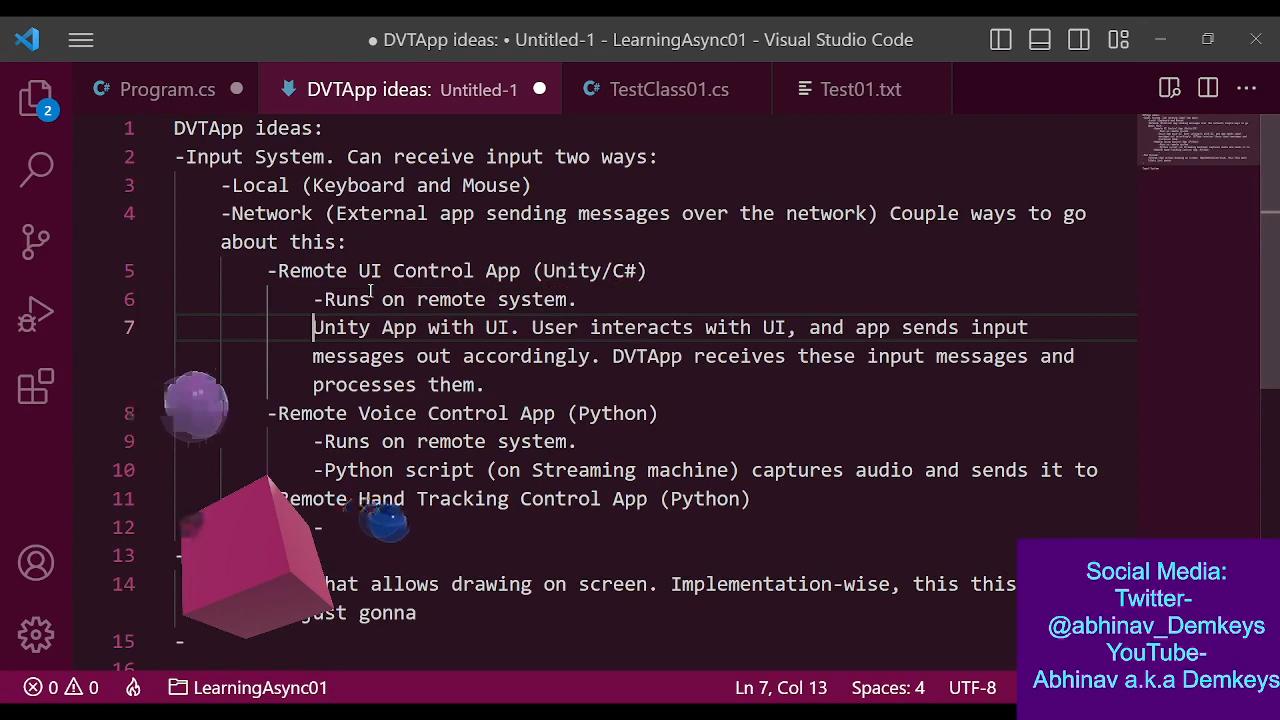 ● DVTApp ideas: • Untitled-1 - LearningAsync01 - Visual Studio Code
Program.cs
DVTApp ideas: Untitled-1
TestClass01.cs
Test01.txt
2
1 DVTApp ideas:
2 -Input System. Can receive input two ways:
3 -Local (Keyboard and Mouse)
4 -Network (External app sending messages over the network) Couple ways to go
about this:
5 -Remote UI Control App (Unity/C#)
6 -Runs on remote system.
7 Unity App with UI. User interacts with UI, and app sends input
messages out accordingly. DVTApp receives these input messages and
processes them.
8 -Remote Voice Control App (Python)
9 -Runs on remote system.
10 -Python script (on Streaming machine) captures audio and sends it to
11 Remote Hand Tracking Control App (Python)
12 -
13 -
14 hat allows drawing on screen. Implementation-wise, this this
just gonna
15 -
16
Social Media:
Twitter-
@abhinav_Demkeys
YouTube-
Abhinav a.k.a Demkeys
0 0 LearningAsync01 Ln 7, Col 13 Spaces: 4 UTF-8